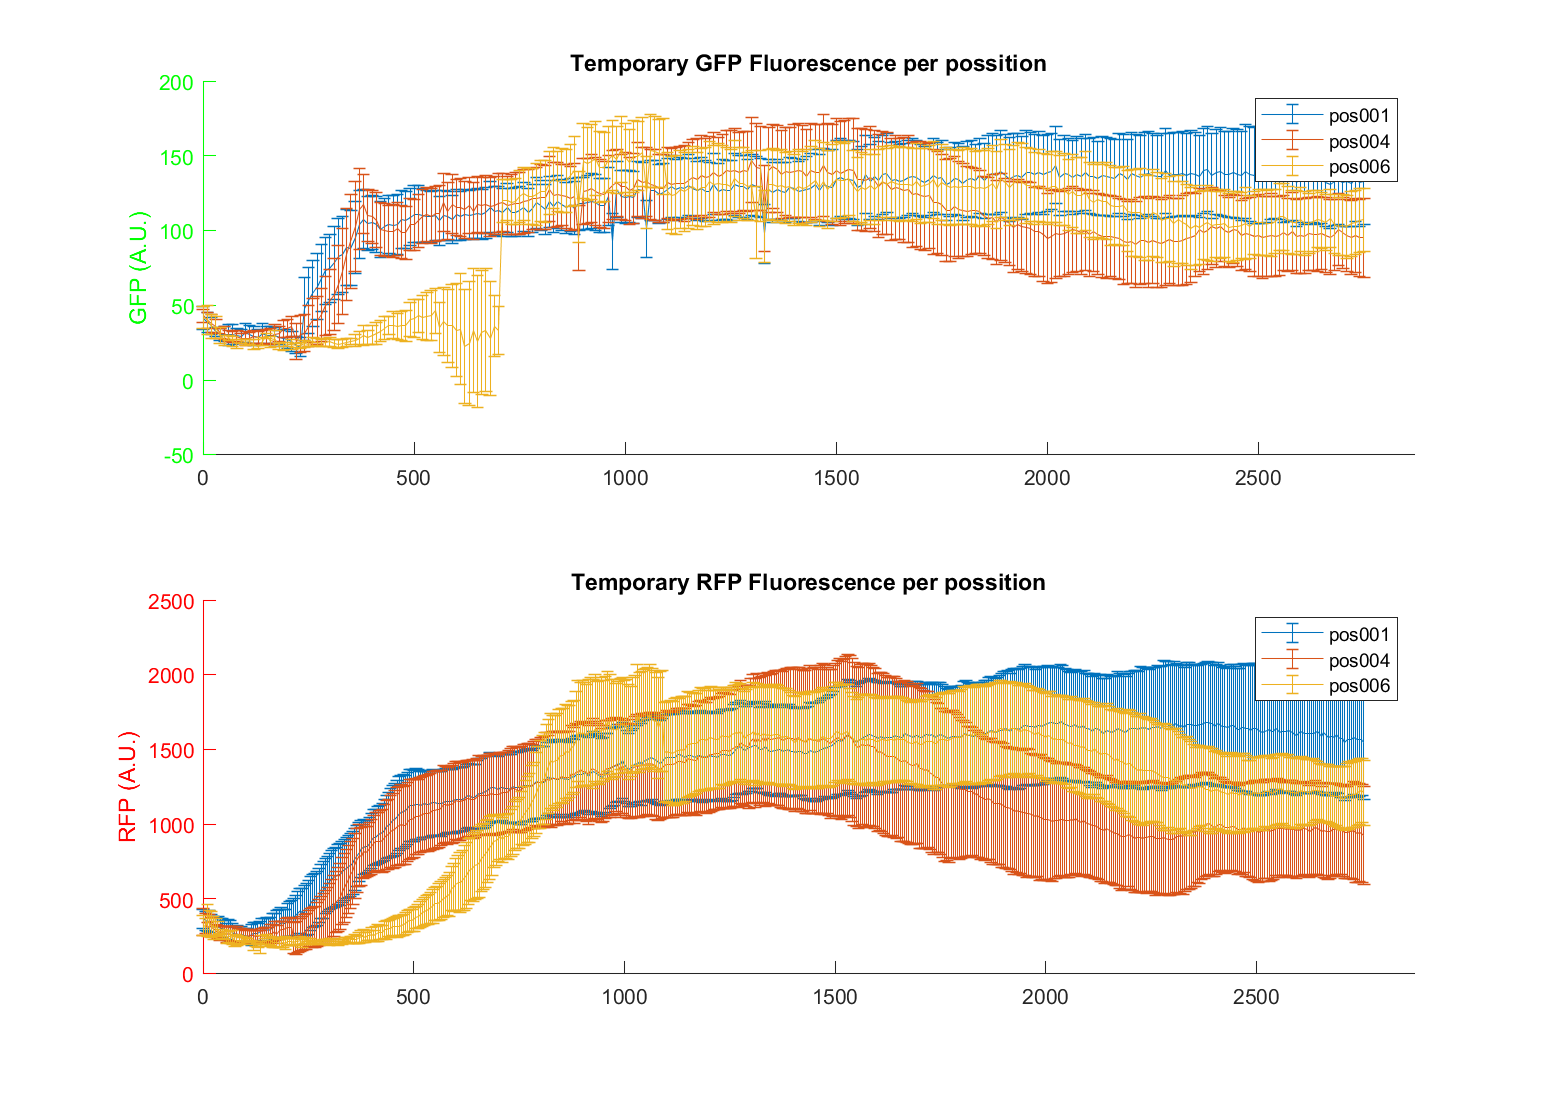 Temporary GFP Fluorescence per possition
200
150
100
50
0
-50
GFP (A.U.)
0 500 1000 1500 2000 2500
pos001
pos004
pos006
Temporary RFP Fluorescence per possition
2500
2000
1500
1000
500
0
RFP (A.U.)
0 500 1000 1500 2000 2500
pos001
pos004
pos006